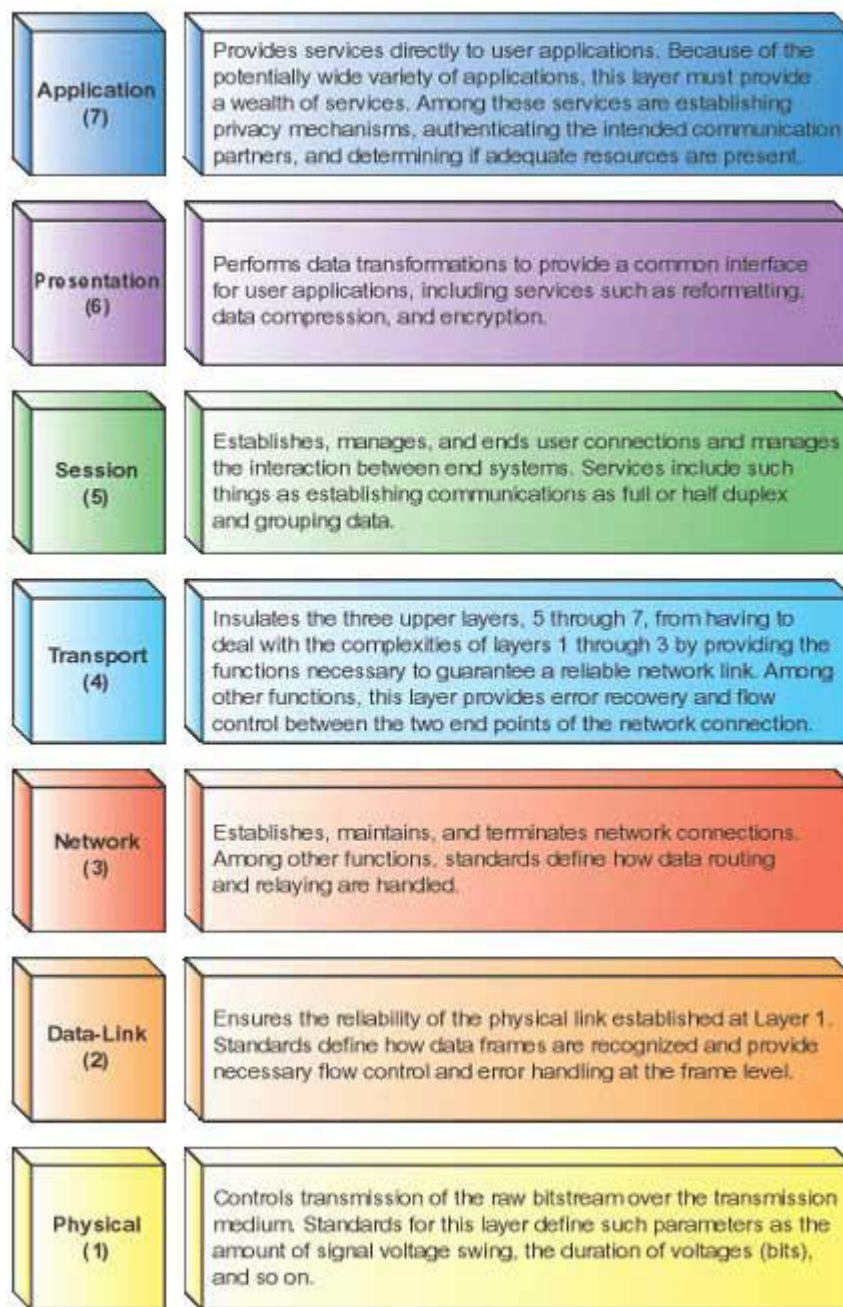 Application
(7)
Provides services directly to user applications. Because of the
potentially wide variety of applications, this layer must provide
a wealth of services. Among these services are establishing
privacy mechanisms, authenticating the intended communication
partners, and determining if adequate resources are present.
Presentation
(6)
Performs data transformations to provide a common interface
for user applications, including services such as reformatting,
data compression, and encryption.
Session
(5)
Establishes, manages, and ends user connections and manages
the interaction between end systems. Services include such
things as establishing communications as full or half duplex
and grouping data.
Transport
(4)
Insulates the three upper layers, 5 through 7, from having to
deal with the complexities of layers 1 through 3 by providing the
functions necessary to guarantee a reliable network link. Among
other functions, this layer provides error recovery and flow
control between the two end points of the network connection.
Network
(3)
Establishes, maintains, and terminates network connections.
Among other functions, standards define how data routing
and relaying are handled.
Data-Link
(2)
Ensures the reliability of the physical link established at Layer 1.
Standards define how data frames are recognized and provide
necessary flow control and error handling at the frame level.
Physical
(1)
Controls transmission of the raw bitstream over the transmission
medium. Standards for this layer define such parameters as the
amount of signal voltage swing, the duration of voltages (bits),
and so on.